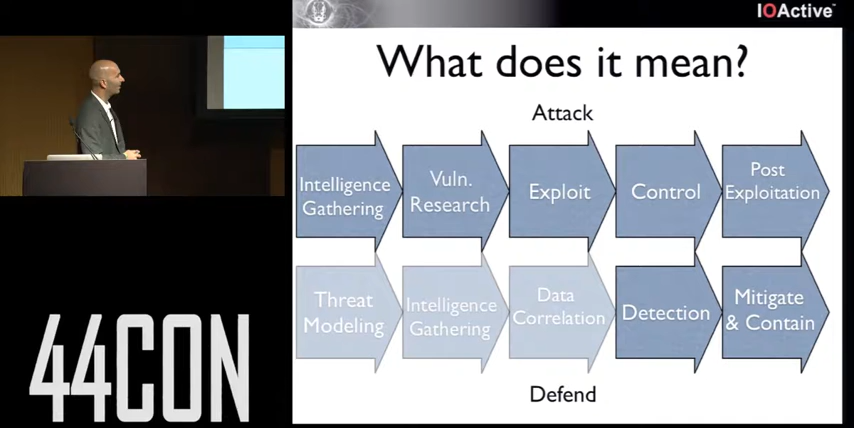 IOActive™
What does it mean?
Attack
Intelligence
Gathering
Vuln.
Research
Exploit
Control
Post
Exploitation
Threat
Modeling
Intelligence
Gathering
Data
Correlation
Detection
Mitigate
& Contain
Defend
44CON